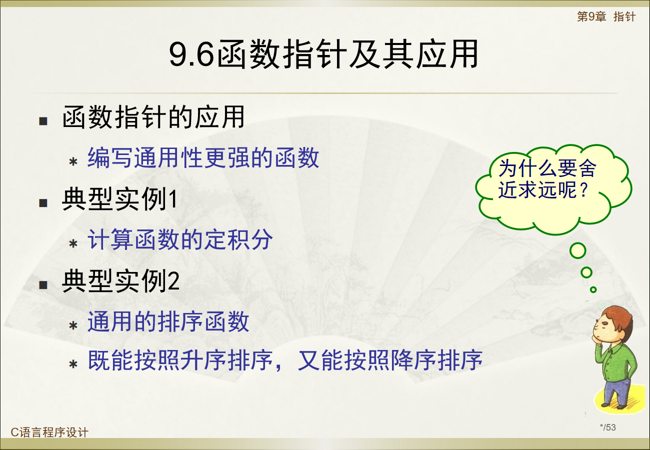 第9章 指针
9.6函数指针及其应用
函数指针的应用
编写通用性更强的函数
为什么要舍
近求远呢？
典型实例1
计算函数的定积分
典型实例2
通用的排序函数
既能按照升序排序，又能按照降序排序
C语言程序设计
*/53